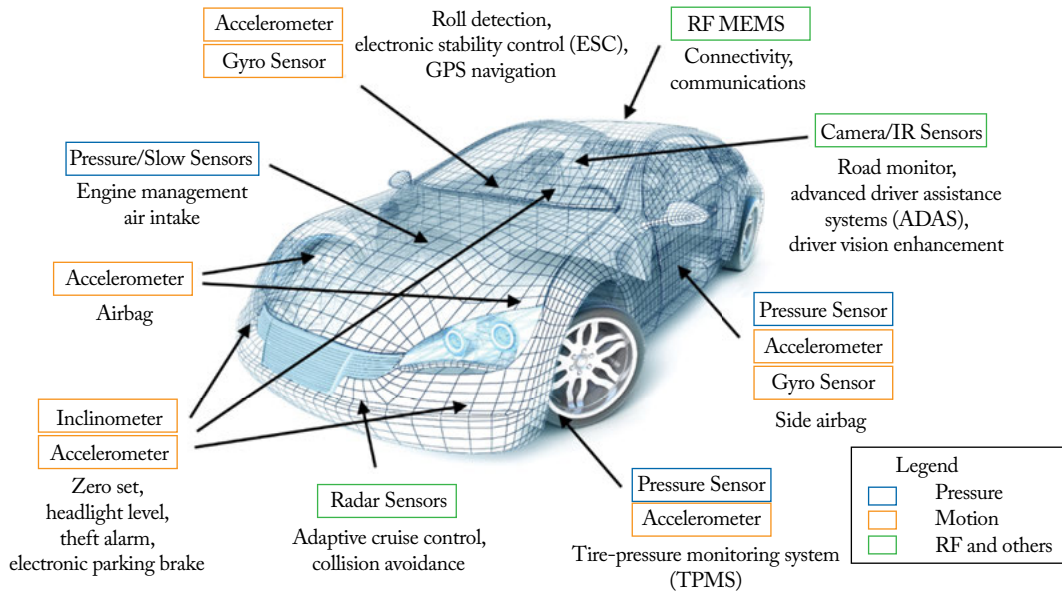 Accelerometer
Gyro Sensor
Roll detection,
electronic stability control (ESC),
GPS navigation
RF MEMS
Connectivity,
communications
Camera/IR Sensors
Road monitor,
advanced driver assistance
systems (ADAS),
driver vision enhancement
Pressure/Slow Sensors
Engine management
air intake
Accelerometer
Airbag
Pressure Sensor
Accelerometer
Gyro Sensor
Side airbag
Inclinometer
Accelerometer
Zero set,
headlight level,
theft alarm,
electronic parking brake
Radar Sensors
Adaptive cruise control,
collision avoidance
Pressure Sensor
Accelerometer
Tire-pressure monitoring system
(TPMS)
Legend
Pressure
Motion
RF and others